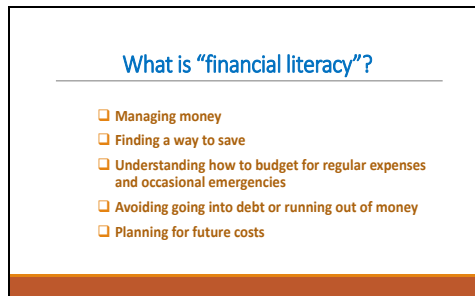 What is “financial literacy”?
❑ Managing money
❑ Finding a way to save
❑ Understanding how to budget for regular expenses
and occasional emergencies
❑ Avoiding going into debt or running out of money
❑ Planning for future costs